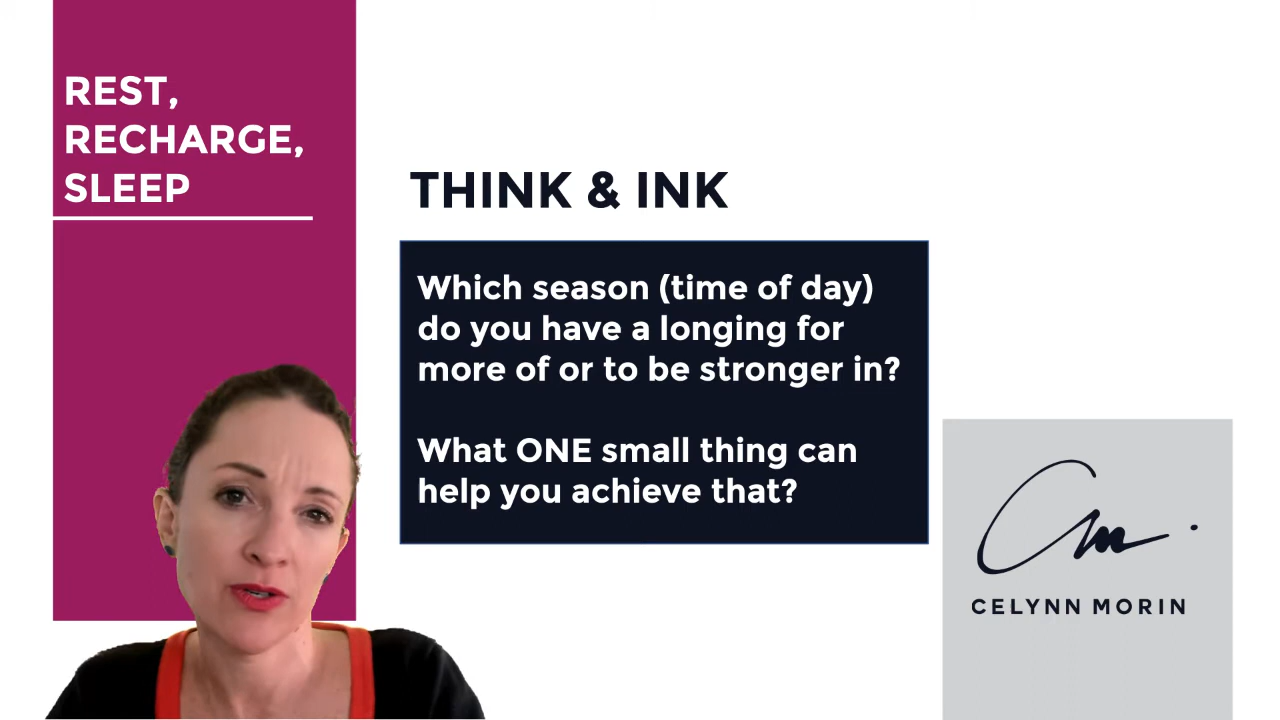 REST,
RECHARGE,
SLEEP
THINK & INK
Which season (time of day)
do you have a longing for
more of or to be stronger in?
What ONE small thing can
help you achieve that?
Cm.
CELYNN MORIN